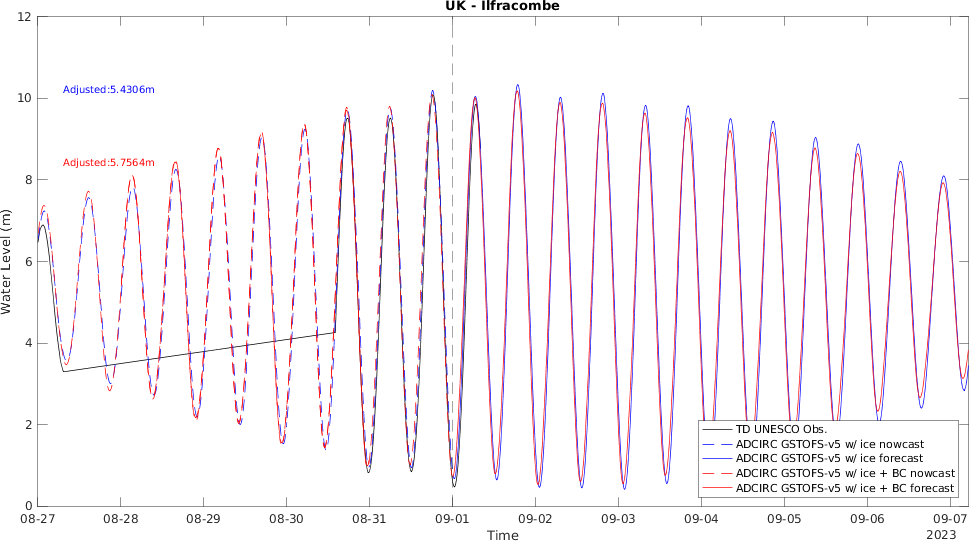 UK - Ilfracombe
12
10
8
6
4
2
0
Water Level (m)
Adjusted:5.4306m
Adjusted:5.7564m
TD UNESCO Obs.
ADCIRC GSTOFS-v5 w/ ice nowcast
ADCIRC GSTOFS-v5 w/ ice forecast
ADCIRC GSTOFS-v5 w/ ice + BC nowcast
ADCIRC GSTOFS-v5 w/ ice + BC forecast
08-27 08-28 08-29 08-30 08-31 09-01 09-02 09-03 09-04 09-05 09-06 09-07
Time
2023